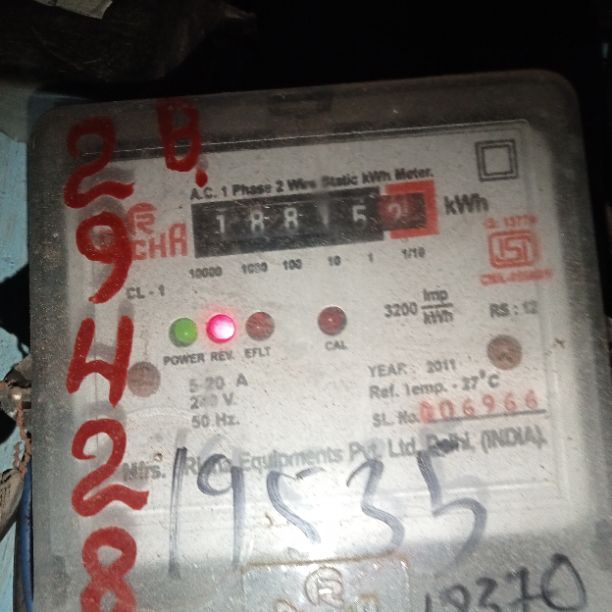 B.
2
9
4
2
8
A.C. 1 Phase 2 Wire Static kWh Meter.
1 8 8 1 5 kWh
10000 1000 100 10 1 1/10
CL - 1
3200 Imp/kWh
RS : 12
POWER REV. EFLT CAL
5-20 A
240 V.
50 Hz.
YEAR : 2011
Ref. Temp. - 27°C
SL. No. 006966
Mfrs. Equipments Pvt. Ltd. Delhi. (INDIA).
19535